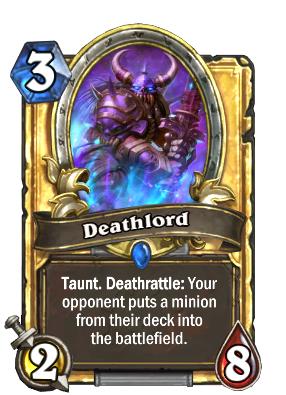 3
Deathlord
Taunt. Deathrattle: Your
opponent puts a minion
from their deck into
the battlefield.
2
8